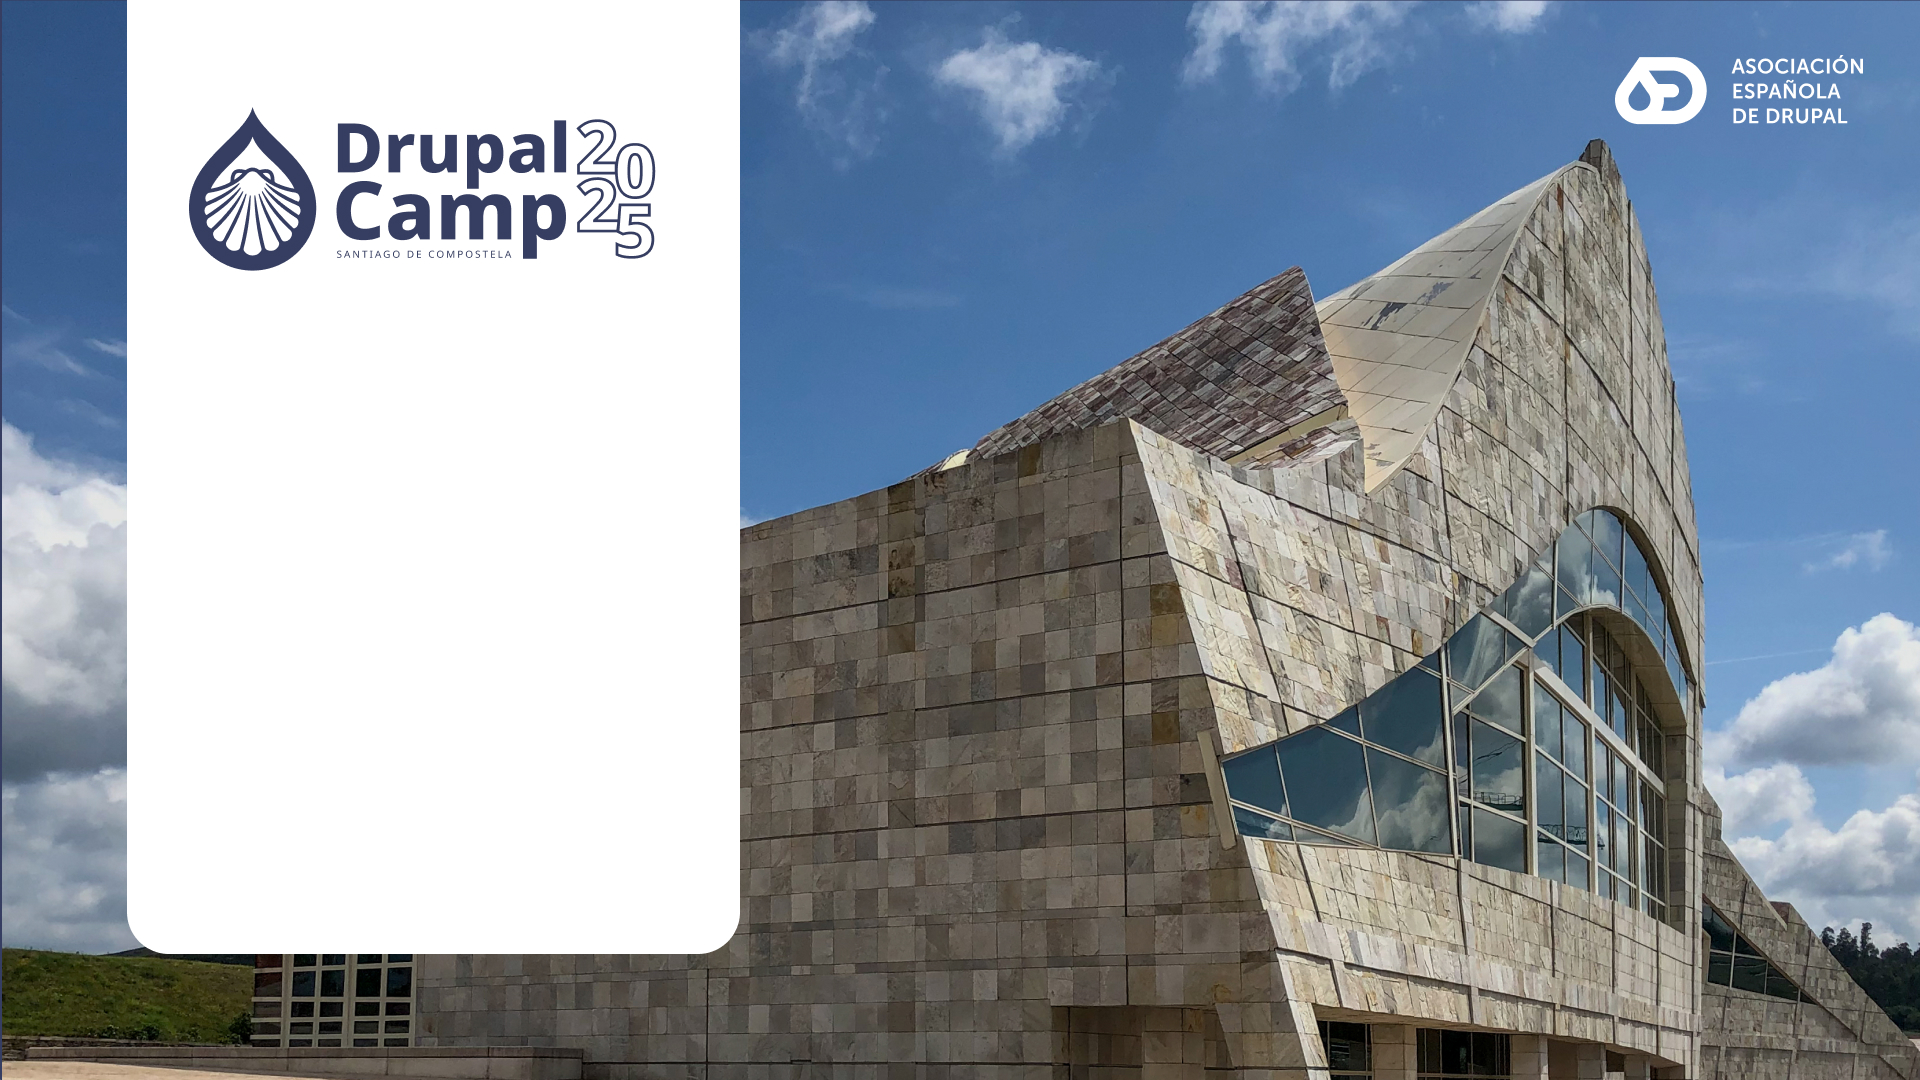 Drupal 20
Camp 25
SANTIAGO DE COMPOSTELA
ASOCIACIÓN
ESPAÑOLA
DE DRUPAL